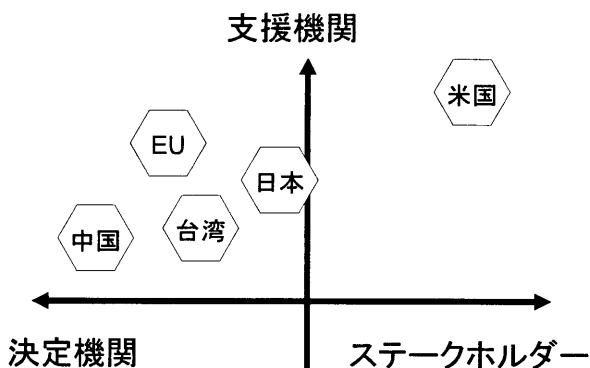 支援機関
米国
EU
日本
台湾
中国
決定機関
ステークホルダー